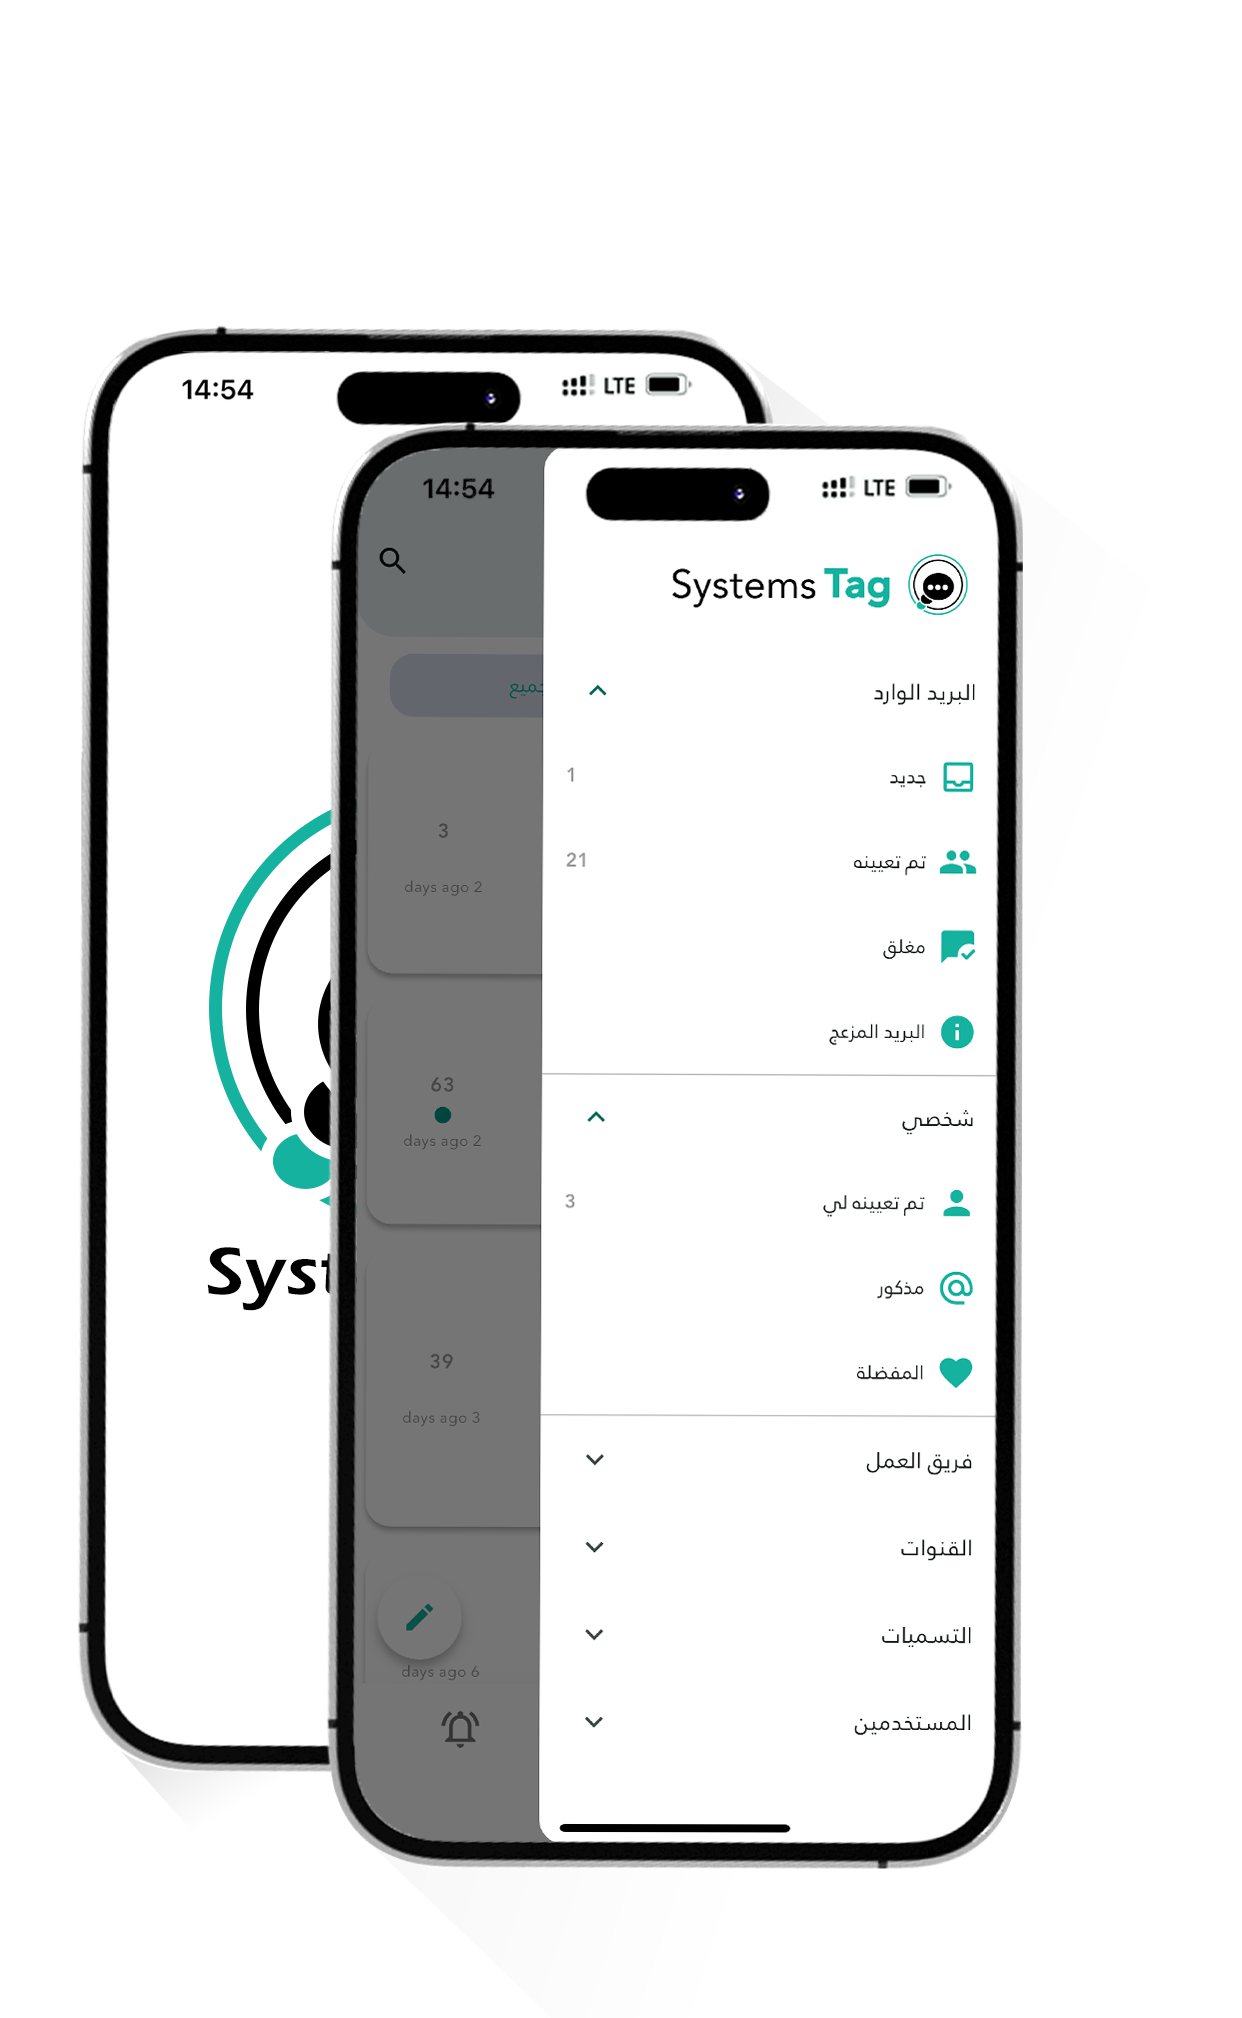 14:54
LTE
Syst
14:54
LTE
Systems Tag
جميع
3
days ago 2
63
days ago 2
39
days ago 3
days ago 6
البريد الوارد
جديد
1
تم تعيينه
21
مغلق
البريد المزعج
شخصي
تم تعيينه لي
3
مذكور
المفضلة
فريق العمل
القنوات
التسميات
المستخدمين